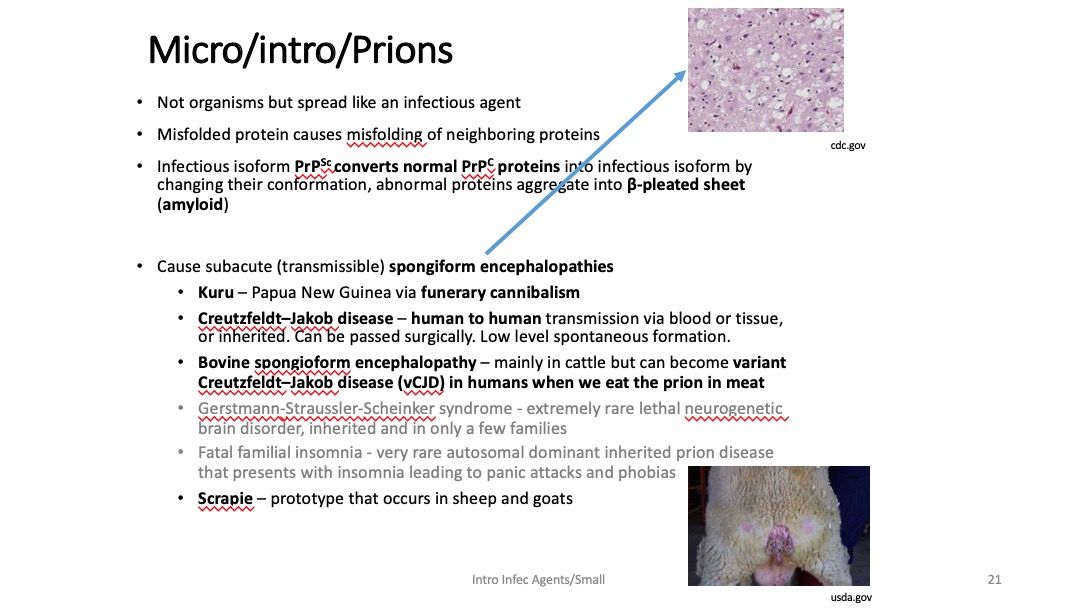 Micro/intro/Prions
cdc.gov
• Not organisms but spread like an infectious agent
• Misfolded protein causes misfolding of neighboring proteins
• Infectious isoform PrPSc converts normal PrPC proteins into infectious isoform by
changing their conformation, abnormal proteins aggregate into β-pleated sheet
(amyloid)
• Cause subacute (transmissible) spongiform encephalopathies
• Kuru – Papua New Guinea via funerary cannibalism
• Creutzfeldt–Jakob disease – human to human transmission via blood or tissue,
or inherited. Can be passed surgically. Low level spontaneous formation.
• Bovine spongioform encephalopathy – mainly in cattle but can become variant
Creutzfeldt–Jakob disease (vCJD) in humans when we eat the prion in meat
• Gerstmann-Straussler-Scheinker syndrome - extremely rare lethal neurogenetic
brain disorder, inherited and in only a few families
• Fatal familial insomnia - very rare autosomal dominant inherited prion disease
that presents with insomnia leading to panic attacks and phobias
• Scrapie – prototype that occurs in sheep and goats
Intro Infec Agents/Small
21
usda.gov